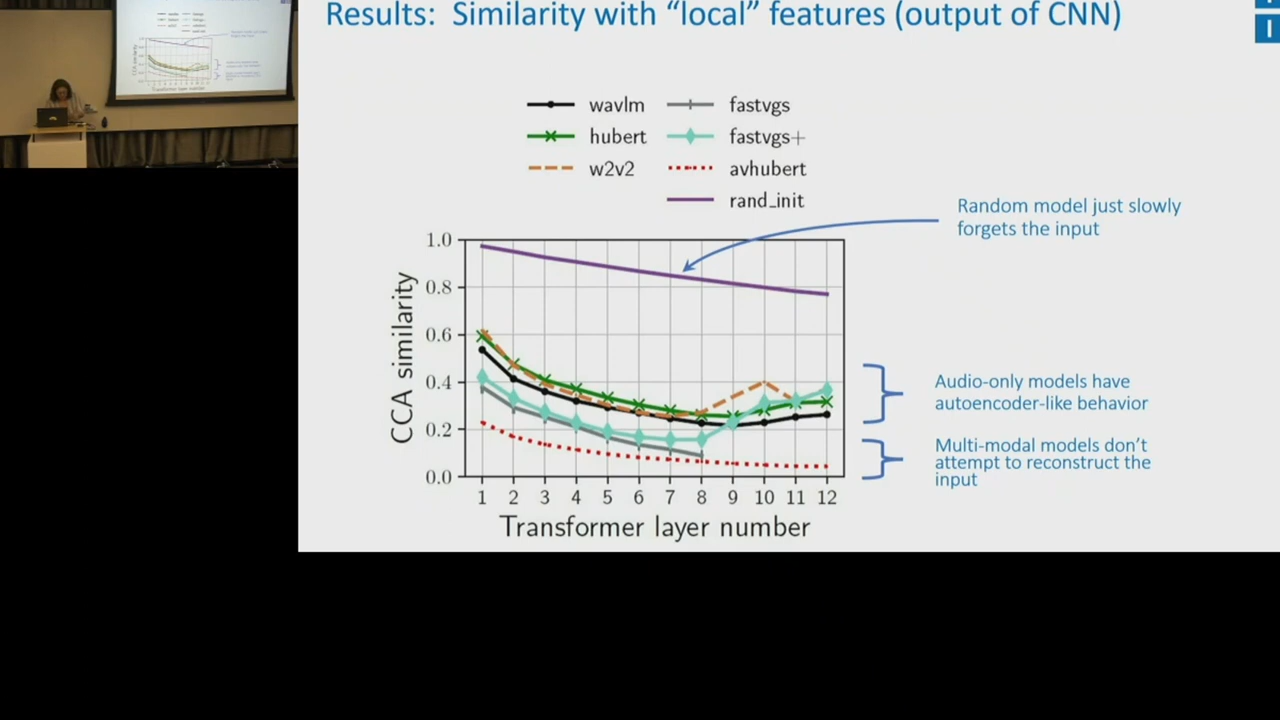 Results: Similarity with “local” features (output of CNN)
wavlm
hubert
w2v2
fastvgs
fastvgs+
avhubert
rand_init
Random model just slowly
forgets the input
1.0
0.8
0.6
0.4
0.2
0.0
CCA similarity
1 2 3 4 5 6 7 8 9 10 11 12
Transformer layer number
Audio-only models have
autoencoder-like behavior
Multi-modal models don’t
attempt to reconstruct the
input